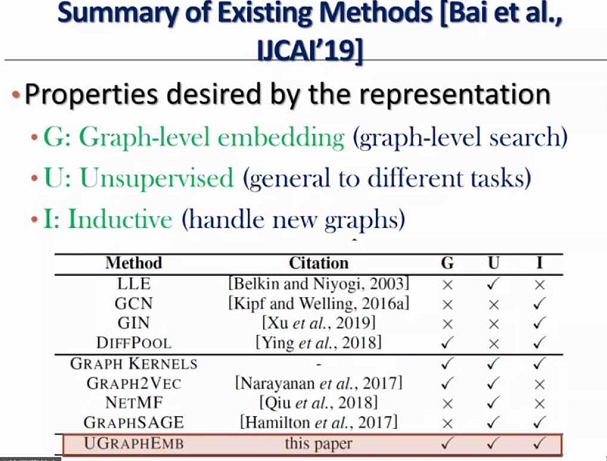 Summary of Existing Methods [Bai et al.,
IJCAI'19]
• Properties desired by the representation
• G: Graph-level embedding (graph-level search)
• U: Unsupervised (general to different tasks)
• I: Inductive (handle new graphs)
Method Citation G U I
LLE [Belkin and Niyogi, 2003] × ✓ ×
GCN [Kipf and Welling, 2016a] × × ✓
GIN [Xu et al., 2019] × × ✓
DIFFPOOL [Ying et al., 2018] ✓ × ✓
GRAPH KERNELS - ✓ ✓ ✓
GRAPH2VEC [Narayanan et al., 2017] ✓ ✓ ×
NETMF [Qiu et al., 2018] × ✓ ×
GRAPHSAGE [Hamilton et al., 2017] × ✓ ✓
UGRAPHEMB this paper ✓ ✓ ✓